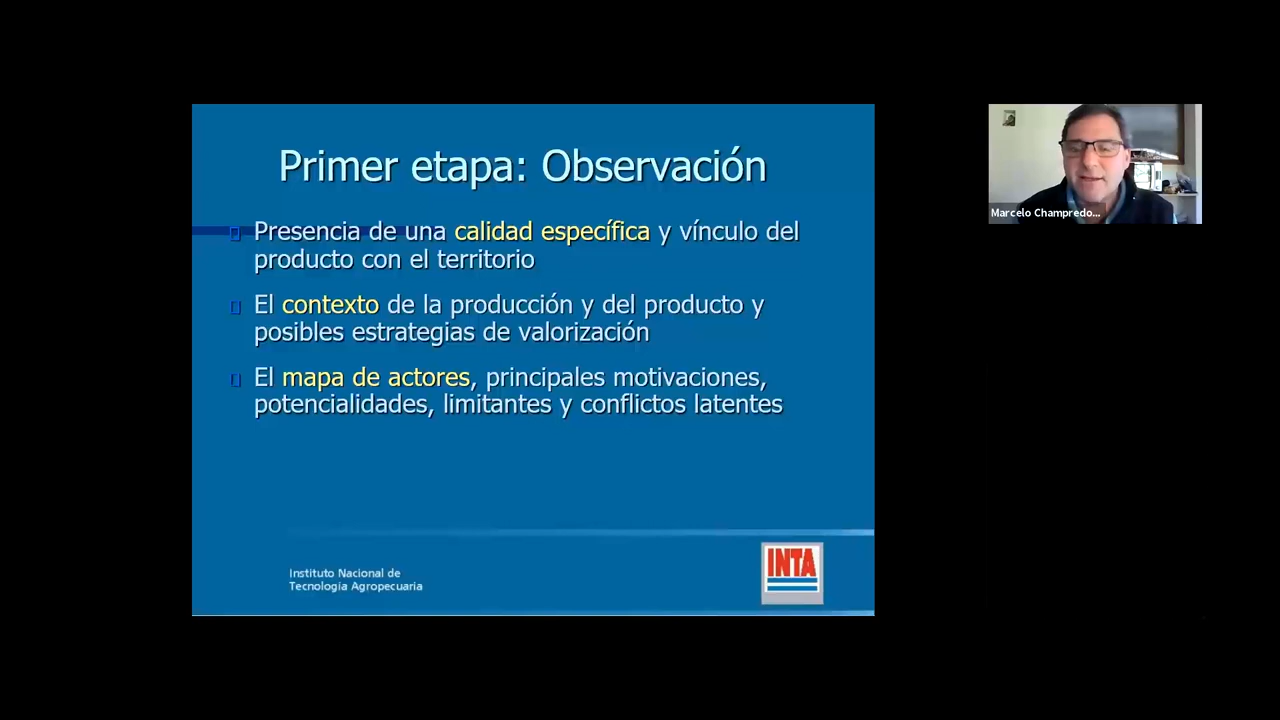 Primer etapa: Observación
Presencia de una calidad específica y vínculo del
producto con el territorio
El contexto de la producción y del producto y
posibles estrategias de valorización
El mapa de actores, principales motivaciones,
potencialidades, limitantes y conflictos latentes
Instituto Nacional de
Tecnología Agropecuaria
INTA
Marcelo Champredo...